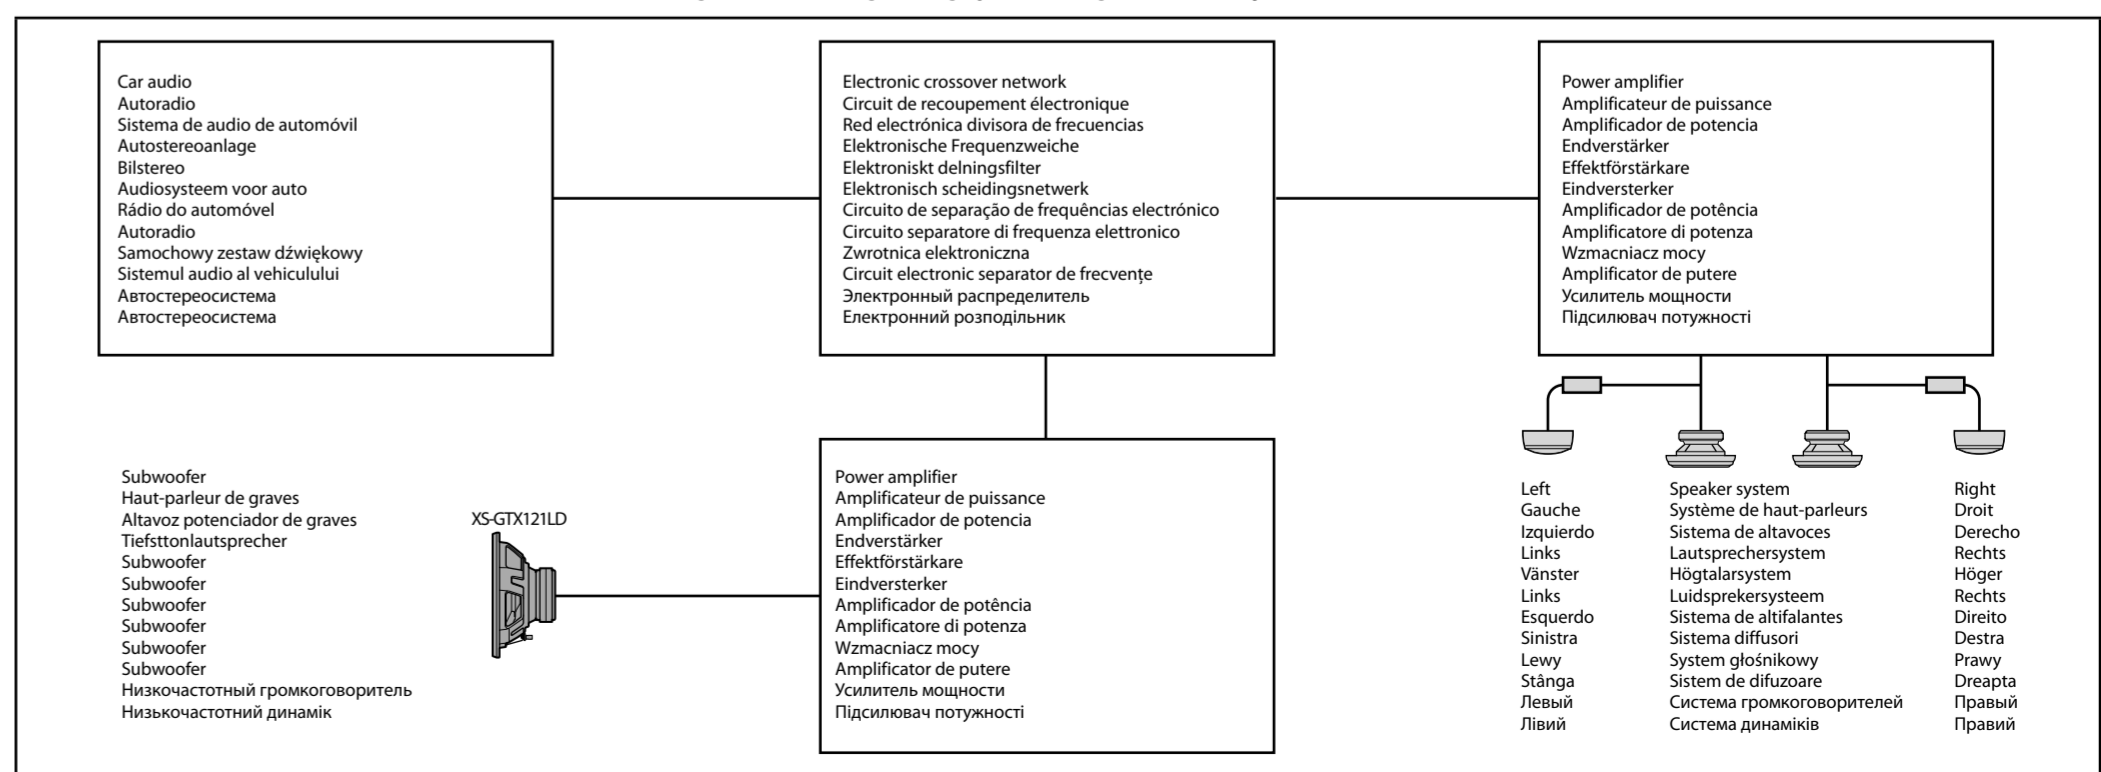 Car audio
Autoradio
Sistema de audio de automóvil
Autostereoanlage
Bilstereo
Audiosysteem voor auto
Rádio do automóvel
Autoradio
Samochowy zestaw dźwiękowy
Sistemul audio al vehiculului
Автостереосистема
Автостереосистема
Electronic crossover network
Circuit de recoupement électronique
Red electrónica divisora de frecuencias
Elektronische Frequenzweiche
Elektroniskt delningsfilter
Elektronisch scheidingsnetwerk
Circuito de separação de frequências electrónico
Circuito separatore di frequenza elettronico
Zwrotnica elektroniczna
Circuit electronic separator de frecvențe
Электронный распределитель
Електронний розподільник
Power amplifier
Amplificateur de puissance
Amplificador de potencia
Endverstärker
Effektförstärkare
Eindversterker
Amplificador de potência
Amplificatore di potenza
Wzmacniacz mocy
Amplificator de putere
Усилитель мощности
Підсилювач потужності
Subwoofer
Haut-parleur de graves
Altavoz potenciador de graves
Tiefsttonlautsprecher
Subwoofer
Subwoofer
Subwoofer
Subwoofer
Subwoofer
Subwoofer
Низкочастотный громкоговоритель
Низькочастотний динамік
XS-GTX121LD
Power amplifier
Amplificateur de puissance
Amplificador de potencia
Endverstärker
Effektförstärkare
Eindversterker
Amplificador de potência
Amplificatore di potenza
Wzmacniacz mocy
Amplificator de putere
Усилитель мощности
Підсилювач потужності
Left
Gauche
Izquierdo
Links
Vänster
Links
Esquerdo
Sinistra
Lewy
Stânga
Левый
Лівий
Speaker system
Système de haut-parleurs
Sistema de altavoces
Lautsprechersystem
Högtalarsystem
Luidsprekersysteem
Sistema de altifalantes
Sistema diffusori
System głośnikowy
Sistem de difuzoare
Система громкоговорителей
Система динаміків
Right
Droit
Derecho
Rechts
Höger
Rechts
Direito
Destra
Prawy
Dreapta
Правый
Правий